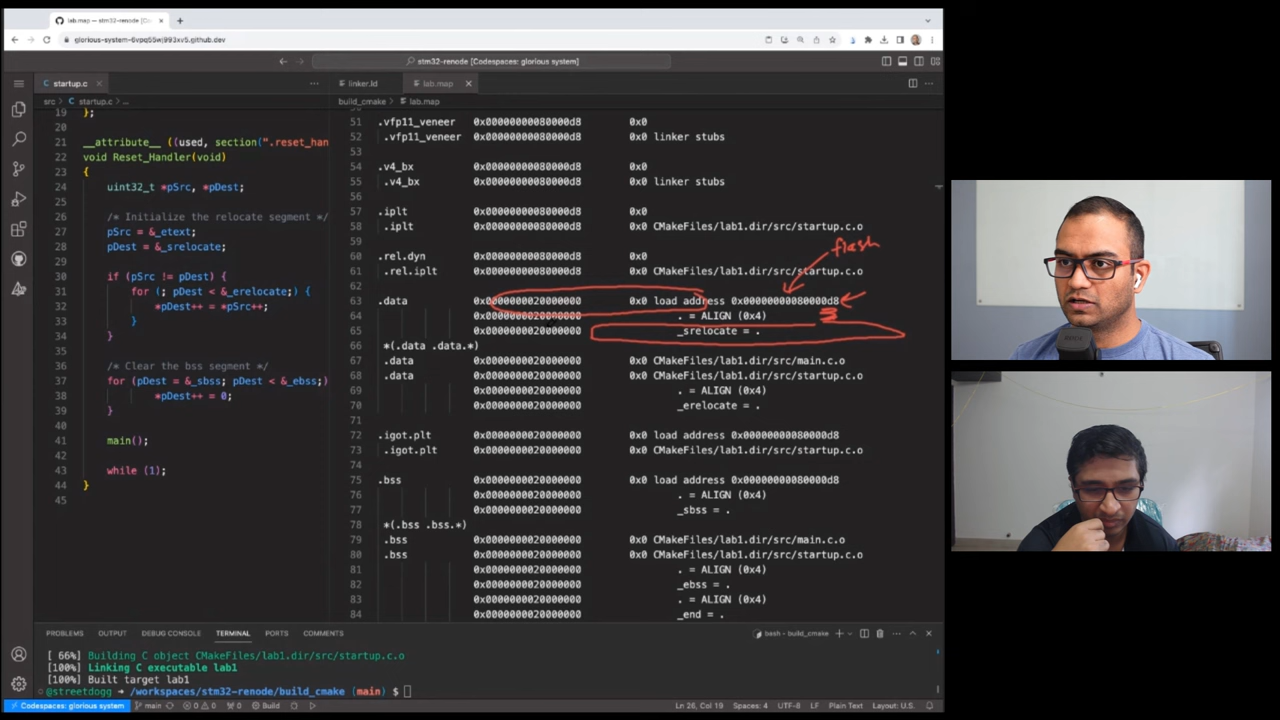 lab.map — stm32-renode [Co
glorious-system-6vpq55wj993xv5.github.dev
stm32-renode [Codespaces: glorious system]
startup.c
linker.ld
lab.map
src > C startup.c > ...
build_cmake > lab.map
19 };
20
21 __attribute__ ((used, section(".reset_han
22 void Reset_Handler(void)
23 {
24 uint32_t *pSrc, *pDest;
25
26 /* Initialize the relocate segment */
27 pSrc = &_etext;
28 pDest = &_srelocate;
29
30 if (pSrc != pDest) {
31 for (; pDest < &_erelocate;) {
32 *pDest++ = *pSrc++;
33 }
34 }
35
36 /* Clear the bss segment */
37 for (pDest = &_sbss; pDest < &_ebss;)
38 *pDest++ = 0;
39 }
40
41 main();
42
43 while (1);
44 }
45
51 .vfp11_veneer 0x00000000080000d8 0x0
52 .vfp11_veneer 0x00000000080000d8 0x0 linker stubs
53
54 .v4_bx 0x00000000080000d8 0x0
55 .v4_bx 0x00000000080000d8 0x0 linker stubs
56
57 .iplt 0x00000000080000d8 0x0
58 .iplt 0x00000000080000d8 0x0 CMakeFiles/lab1.dir/src/startup.c.o
59
60 .rel.dyn 0x00000000080000d8 0x0
61 .rel.iplt 0x00000000080000d8 0x0 CMakeFiles/lab1.dir/src/startup.c.o
62
flash
63 .data 0x0000000020000000 0x0 load address 0x00000000080000d8
64 0x0000000020000000 . = ALIGN (0x4)
65 0x0000000020000000 _srelocate = .
66 *(.data .data.*)
67 .data 0x0000000020000000 0x0 CMakeFiles/lab1.dir/src/main.c.o
68 .data 0x0000000020000000 0x0 CMakeFiles/lab1.dir/src/startup.c.o
69 0x0000000020000000 . = ALIGN (0x4)
70 0x0000000020000000 _erelocate = .
71
72 .igot.plt 0x0000000020000000 0x0 load address 0x00000000080000d8
73 .igot.plt 0x0000000020000000 0x0 CMakeFiles/lab1.dir/src/startup.c.o
74
75 .bss 0x0000000020000000 0x0 load address 0x00000000080000d8
76 0x0000000020000000 . = ALIGN (0x4)
77 0x0000000020000000 _sbss = .
78 *(.bss .bss.*)
79 .bss 0x0000000020000000 0x0 CMakeFiles/lab1.dir/src/main.c.o
80 .bss 0x0000000020000000 0x0 CMakeFiles/lab1.dir/src/startup.c.o
81 0x0000000020000000 . = ALIGN (0x4)
82 0x0000000020000000 _ebss = .
83 0x0000000020000000 . = ALIGN (0x4)
84 0x0000000020000000 _end = .
PROBLEMS OUTPUT DEBUG CONSOLE TERMINAL PORTS COMMENTS
bash - build_cmake
[ 66%] Building C object CMakeFiles/lab1.dir/src/startup.c.o
[100%] Linking C executable lab1
[100%] Built target lab1
@streetdogg ➜ /workspaces/stm32-renode/build_cmake (main) $
Codespaces: glorious system main 0 0 0 Build
Ln 26, Col 19 Spaces: 4 UTF-8 LF Plain Text Layout: U.S.